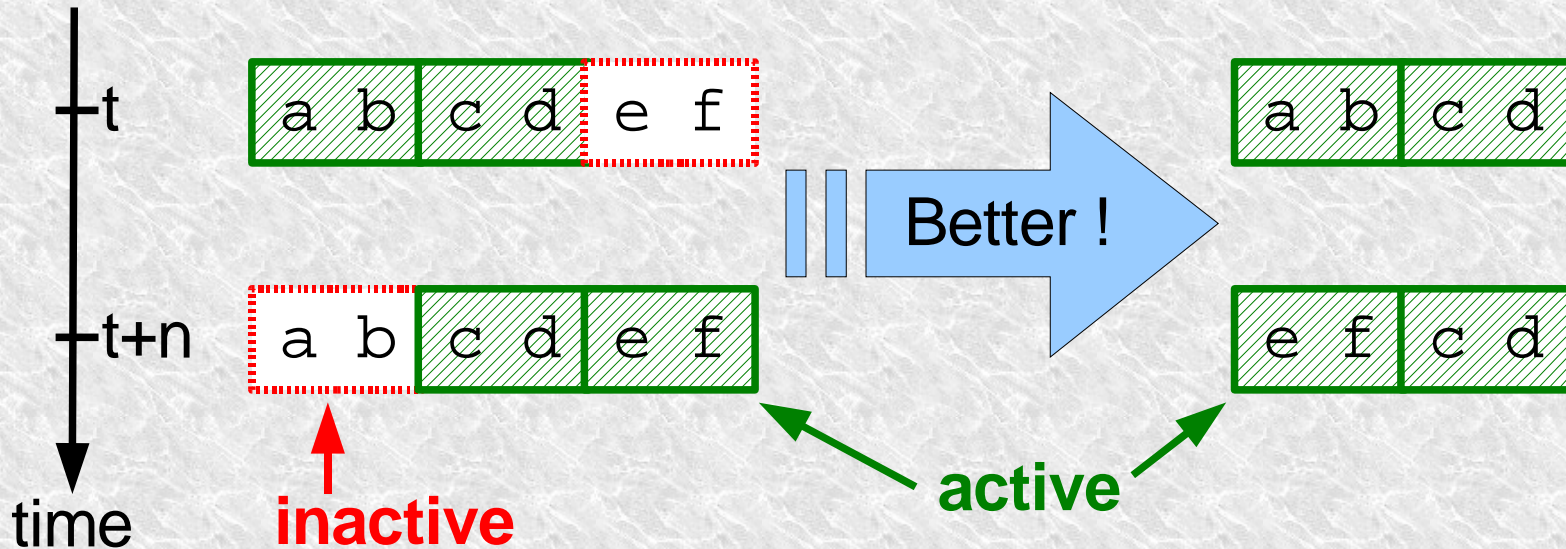 t
a b c d e f
a b c d
Better !
t+n
a b c d e f
e f c d
active
inactive
time